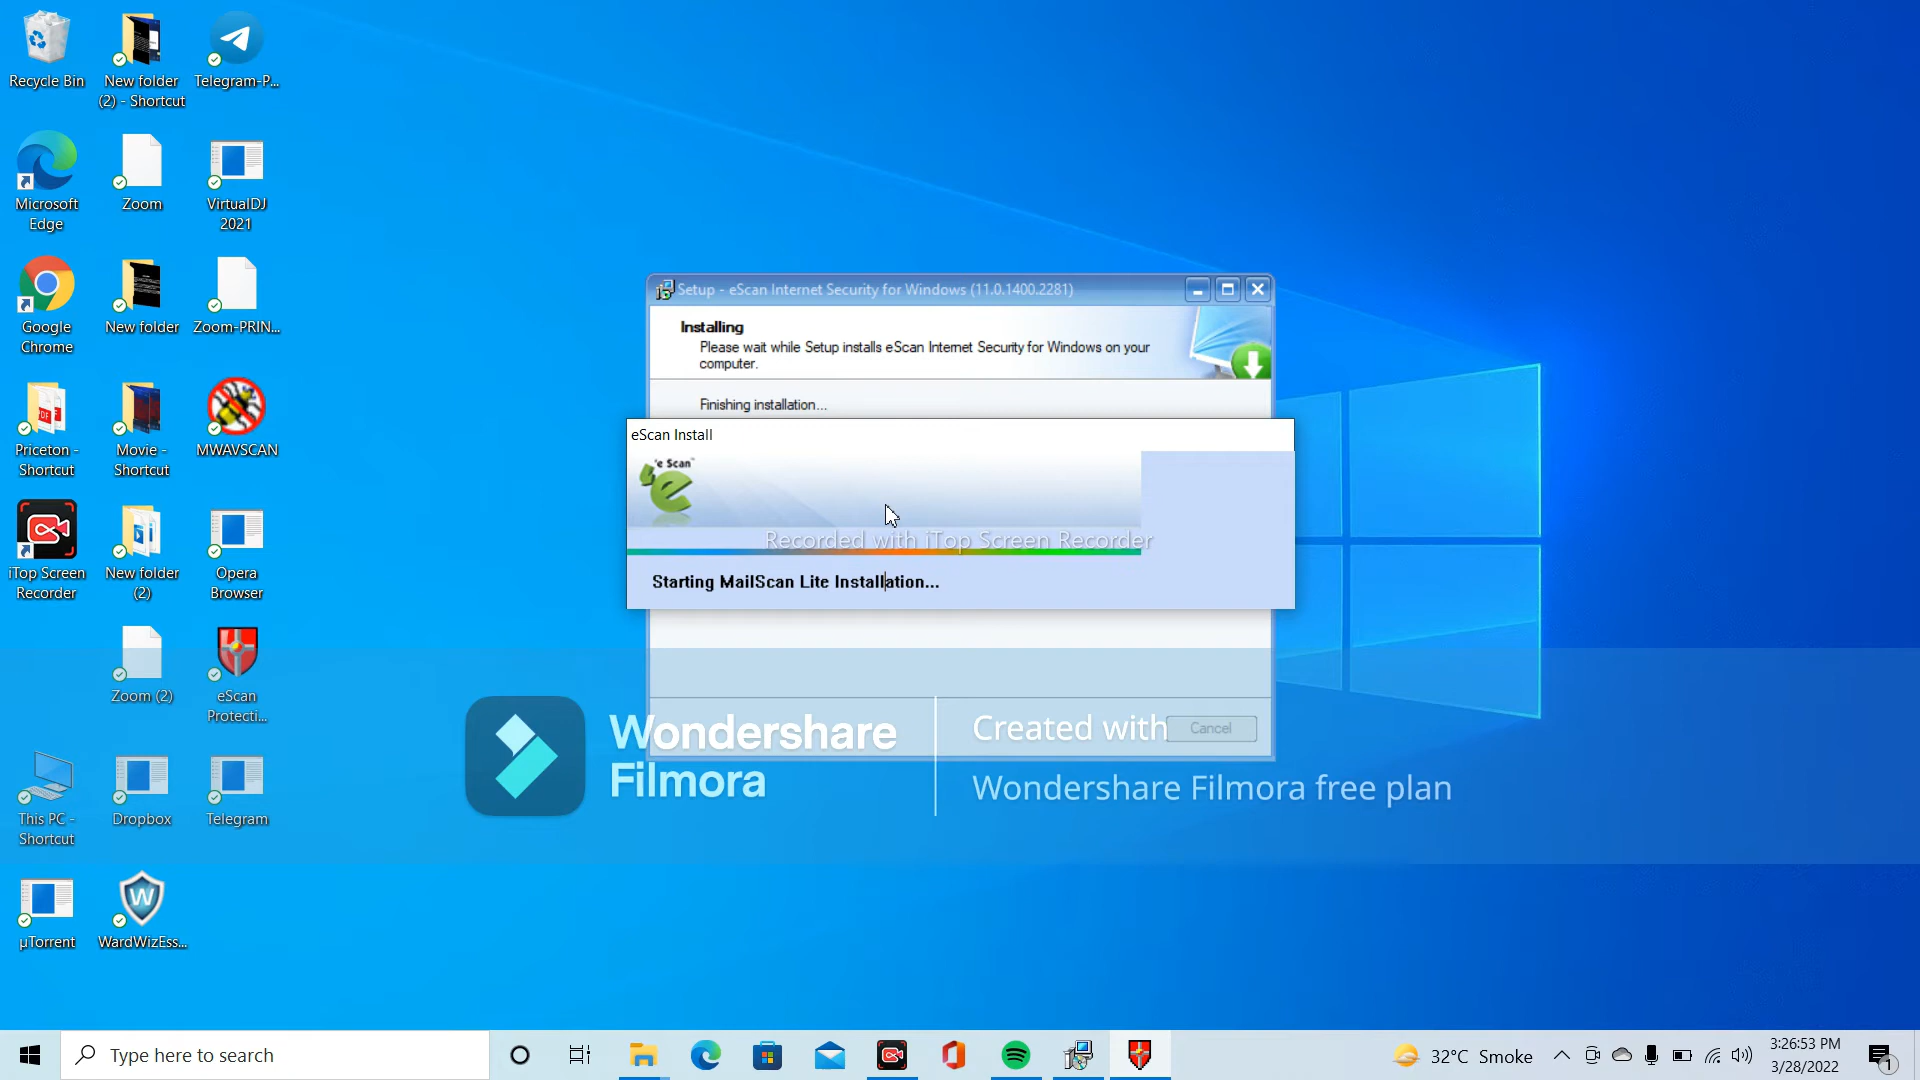 Recycle Bin
New folder
(2) - Shortcut
Telegram-P...
Microsoft
Edge
Zoom
VirtualDJ
2021
Google
Chrome
New folder
Zoom-PRIN...
Priceton -
Shortcut
Movie -
Shortcut
MWAVSCAN
iTop Screen
Recorder
New folder
(2)
Opera
Browser
Zoom (2)
eScan
Protecti...
This PC -
Shortcut
Dropbox
Telegram
µTorrent
WardWizEss...
Setup - eScan Internet Security for Windows (11.0.1400.2281)
Installing
Please wait while Setup installs eScan Internet Security for Windows on your
computer.
Finishing installation...
eScan Install
e Scan
Recorded with iTop Screen Recorder
Starting MailScan Lite Installation...
Cancel
Wondershare
Filmora
Created with
Wondershare Filmora free plan
Type here to search
32°C Smoke
3:26:53 PM
3/28/2022
1